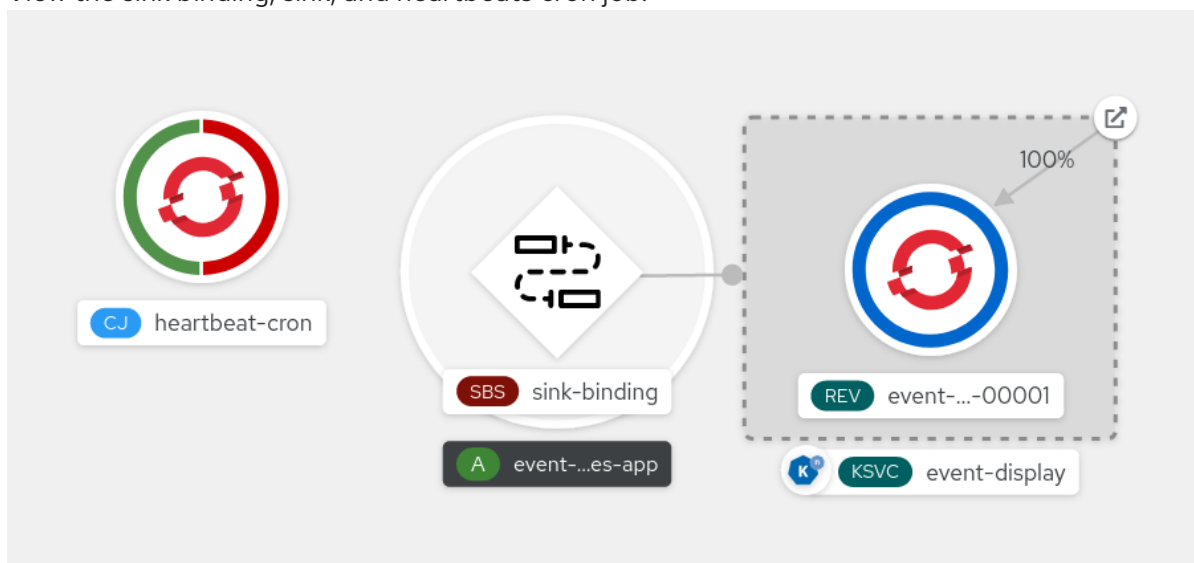 View the sink binding, sink, and heartbeats cron job.
100%
CJ heartbeat-cron
SBS sink-binding
REV event-...-00001
A event-...es-app
K n KSVC event-display